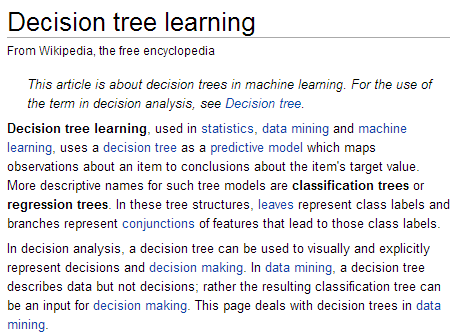 Decision tree learning
From Wikipedia, the free encyclopedia
This article is about decision trees in machine learning. For the use of
the term in decision analysis, see Decision tree.
Decision tree learning, used in statistics, data mining and machine
learning, uses a decision tree as a predictive model which maps
observations about an item to conclusions about the item's target value.
More descriptive names for such tree models are classification trees or
regression trees. In these tree structures, leaves represent class labels and
branches represent conjunctions of features that lead to those class labels.
In decision analysis, a decision tree can be used to visually and explicitly
represent decisions and decision making. In data mining, a decision tree
describes data but not decisions; rather the resulting classification tree can
be an input for decision making. This page deals with decision trees in data
mining.